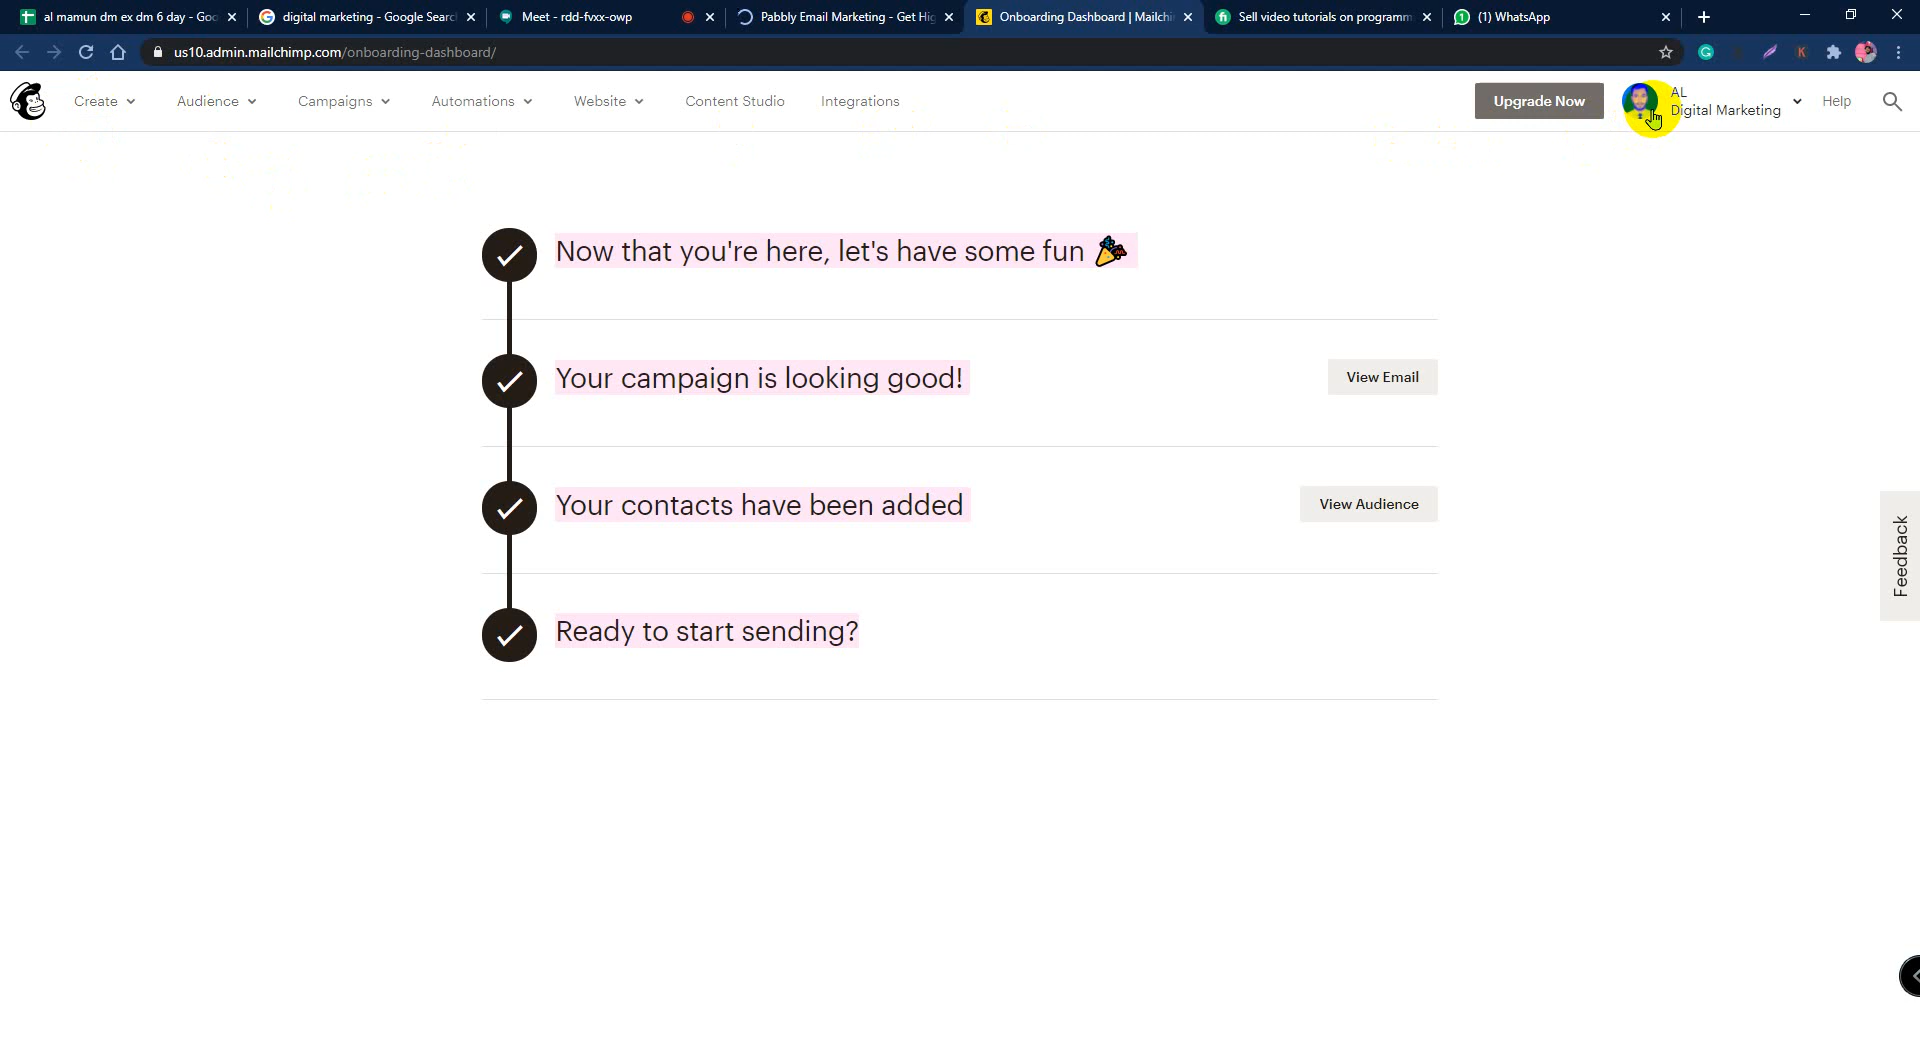 al mamun dm ex dm 6 day - Goo
digital marketing - Google Search
Meet - rdd-fvxx-owp
Pabbly Email Marketing - Get Hig
Onboarding Dashboard | Mailchi
Sell video tutorials on programm
(1) WhatsApp
us10.admin.mailchimp.com/onboarding-dashboard/
Create
Audience
Campaigns
Automations
Website
Content Studio
Integrations
Upgrade Now
AL
Digital Marketing
Help
Now that you're here, let's have some fun
Your campaign is looking good!
View Email
Your contacts have been added
View Audience
Ready to start sending?
Feedback